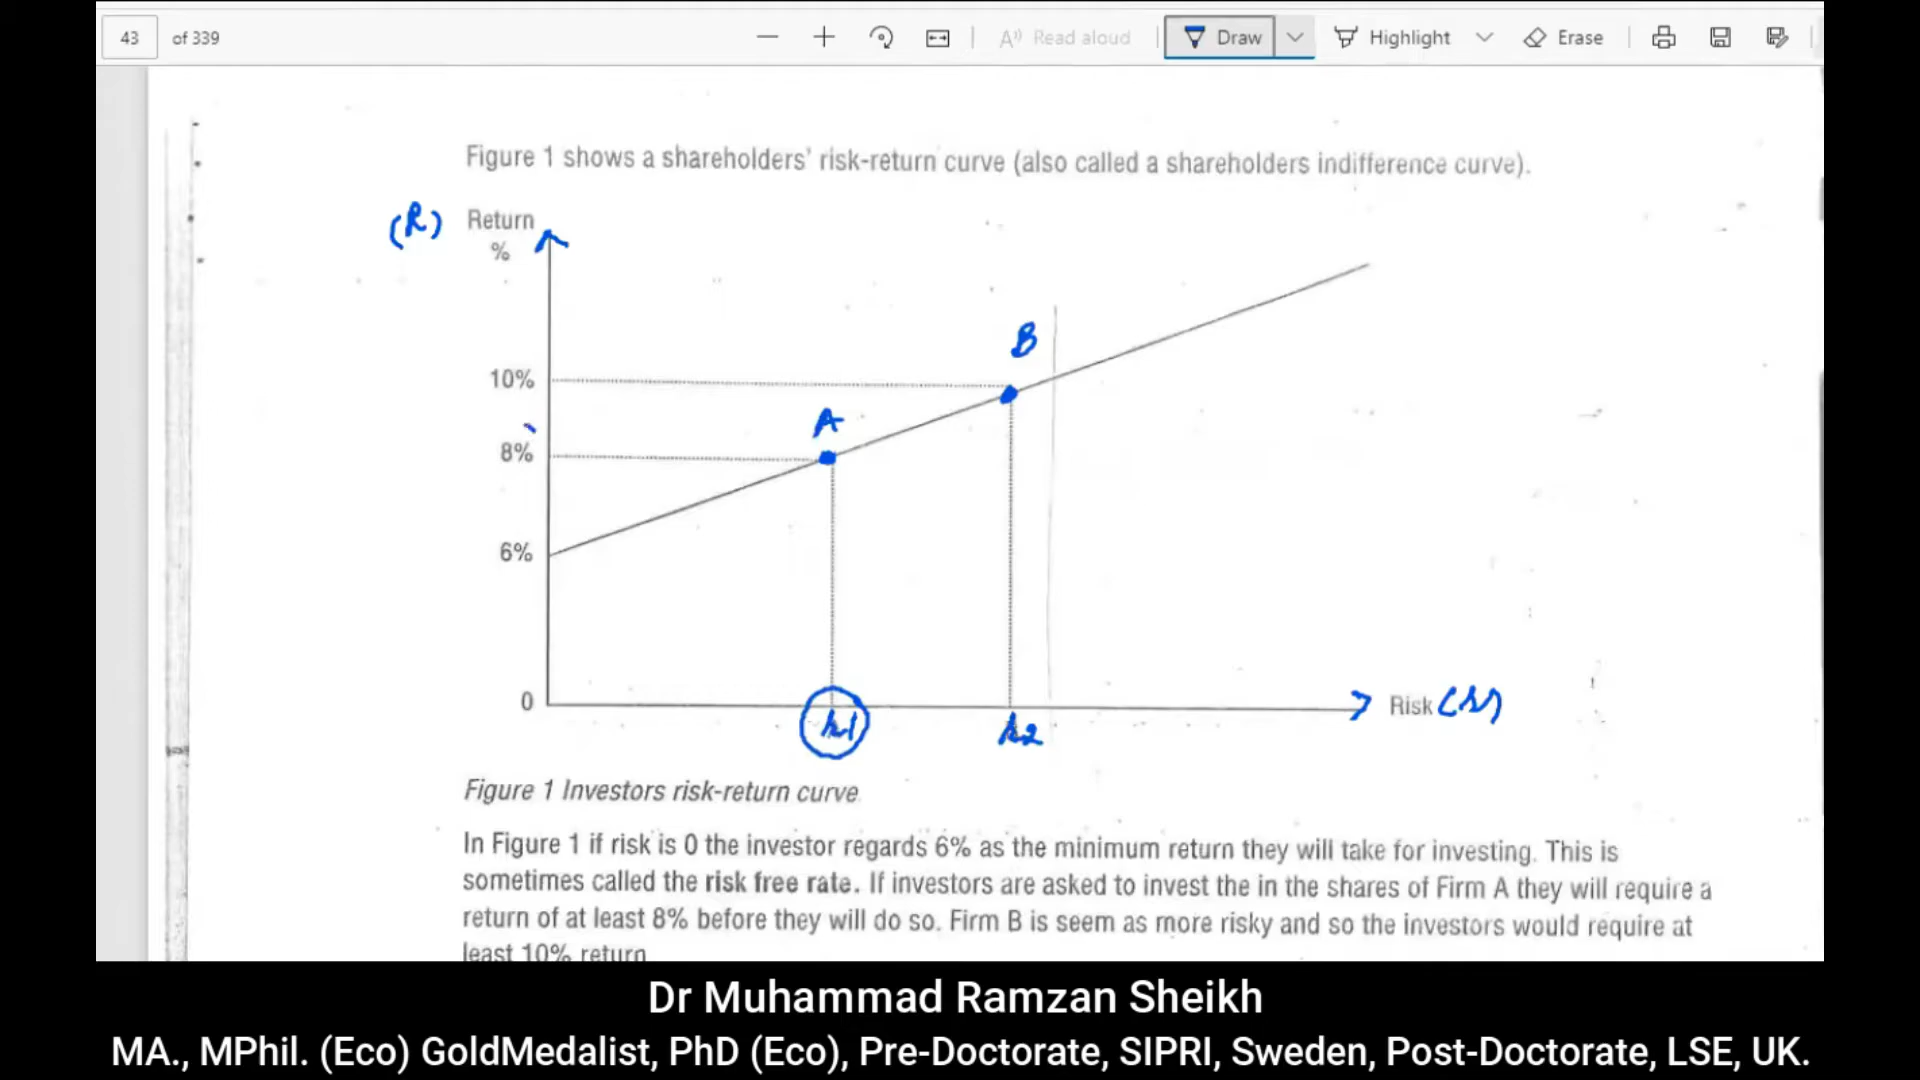 43 of 339 Read aloud Draw Highlight Erase
Figure 1 shows a shareholders' risk-return curve (also called a shareholders indifference curve).
(R) Return
%
B
10%
A
8%
6%
0
Risk
k1 k2
Figure 1 Investors risk-return curve
In Figure 1 if risk is 0 the investor regards 6% as the minimum return they will take for investing. This is
sometimes called the risk free rate. If investors are asked to invest the in the shares of Firm A they will require a
return of at least 8% before they will do so. Firm B is seem as more risky and so the investors would require at
least 10% return
Dr Muhammad Ramzan Sheikh
MA., MPhil. (Eco) GoldMedalist, PhD (Eco), Pre-Doctorate, SIPRI, Sweden, Post-Doctorate, LSE, UK.